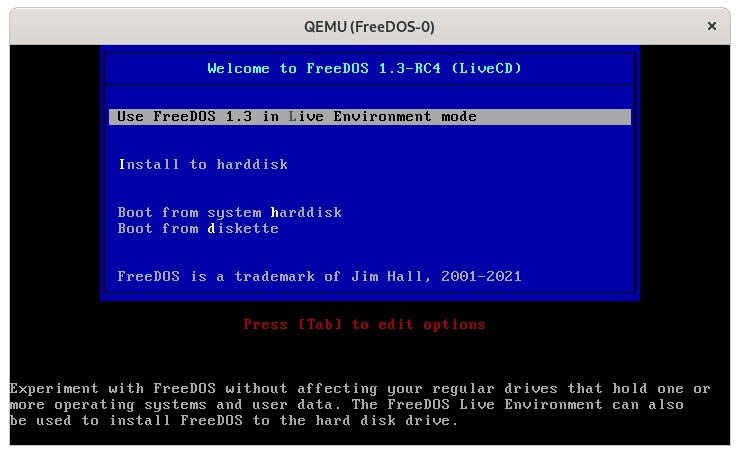 QEMU (FreeDOS-0)
×
Welcome to FreeDOS 1.3-RC4 (LiveCD)
Use FreeDOS 1.3 in Live Environment mode
Install to harddisk
Boot from system harddisk
Boot from diskette
FreeDOS is a trademark of Jim Hall, 2001-2021
Press [Tab] to edit options
Experiment with FreeDOS without affecting your regular drives that hold one or
more operating systems and user data. The FreeDOS Live Environment can also
be used to install FreeDOS to the hard disk drive.